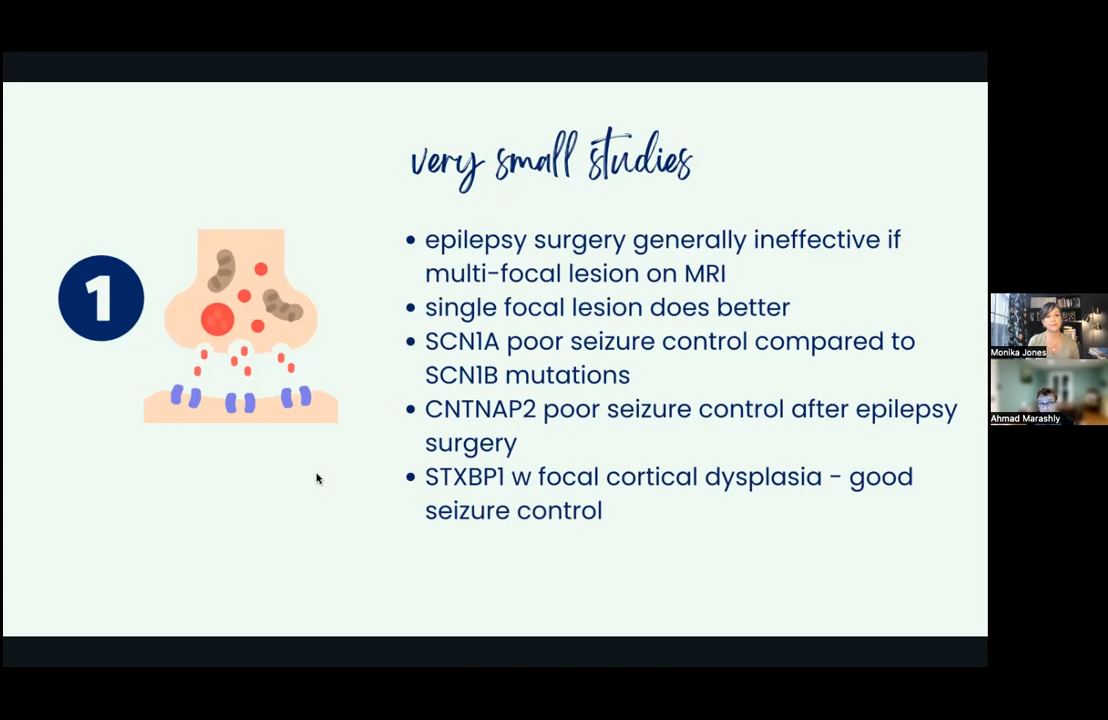 very small studies
1
• epilepsy surgery generally ineffective if
multi-focal lesion on MRI
• single focal lesion does better
• SCN1A poor seizure control compared to
SCN1B mutations
• CNTNAP2 poor seizure control after epilepsy
surgery
• STXBP1 w focal cortical dysplasia - good
seizure control
Monika Jones
Ahmad Marashly